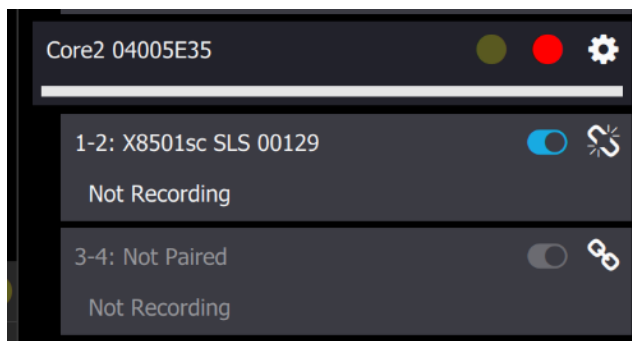 Core2 04005E35
1-2: X8501sc SLS 00129
Not Recording
3-4: Not Paired
Not Recording